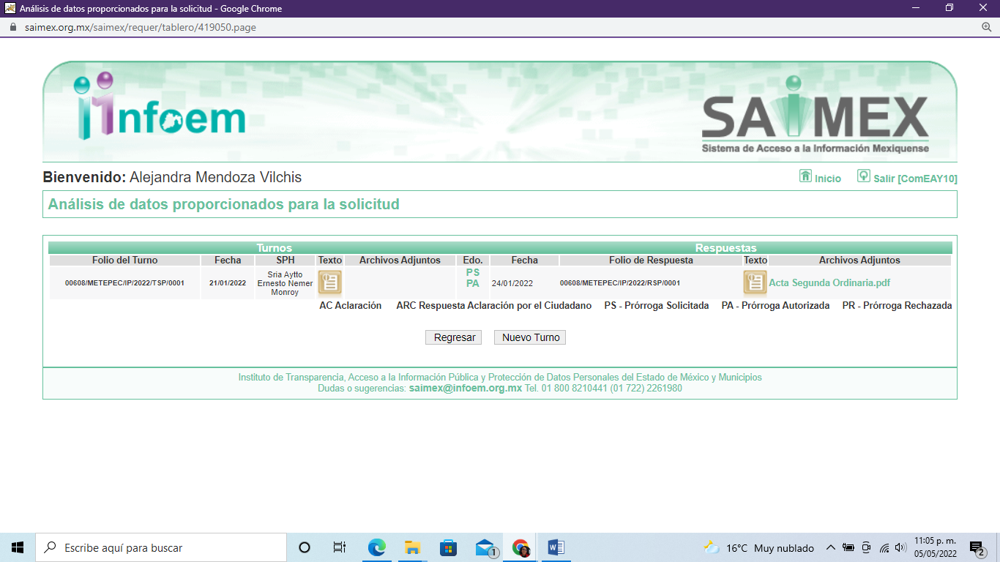 Análisis de datos proporcionados para la solicitud - Google Chrome
saimex.org.mx/saimex/requer/tablero/419050.page
infoem
SAIMEX
Sistema de Acceso a la Información Mexiquense
Bienvenido: Alejandra Mendoza Vilchis
Inicio Salir [ComEAY10]
Análisis de datos proporcionados para la solicitud
Turnos Respuestas
Folio del Turno Fecha SPH Texto Archivos Adjuntos Edo. Fecha Folio de Respuesta Texto Archivos Adjuntos
00608/METEPEC/IP/2022/TSP/0001 21/01/2022 Sria Aytto Ernesto Nemer Monroy PS PA 24/01/2022 00608/METEPEC/IP/2022/RSP/0001 Acta Segunda Ordinaria.pdf
AC Aclaración ARC Respuesta Aclaración por el Ciudadano PS - Prórroga Solicitada PA - Prórroga Autorizada PR - Prórroga Rechazada
Regresar Nuevo Turno
Instituto de Transparencia, Acceso a la Información Pública y Protección de Datos Personales del Estado de México y Municipios
Dudas o sugerencias: saimex@infoem.org.mx Tel. 01 800 8210441 (01 722) 2261980
Escribe aquí para buscar
1
16°C Muy nublado
11:05 p. m.
05/05/2022
2